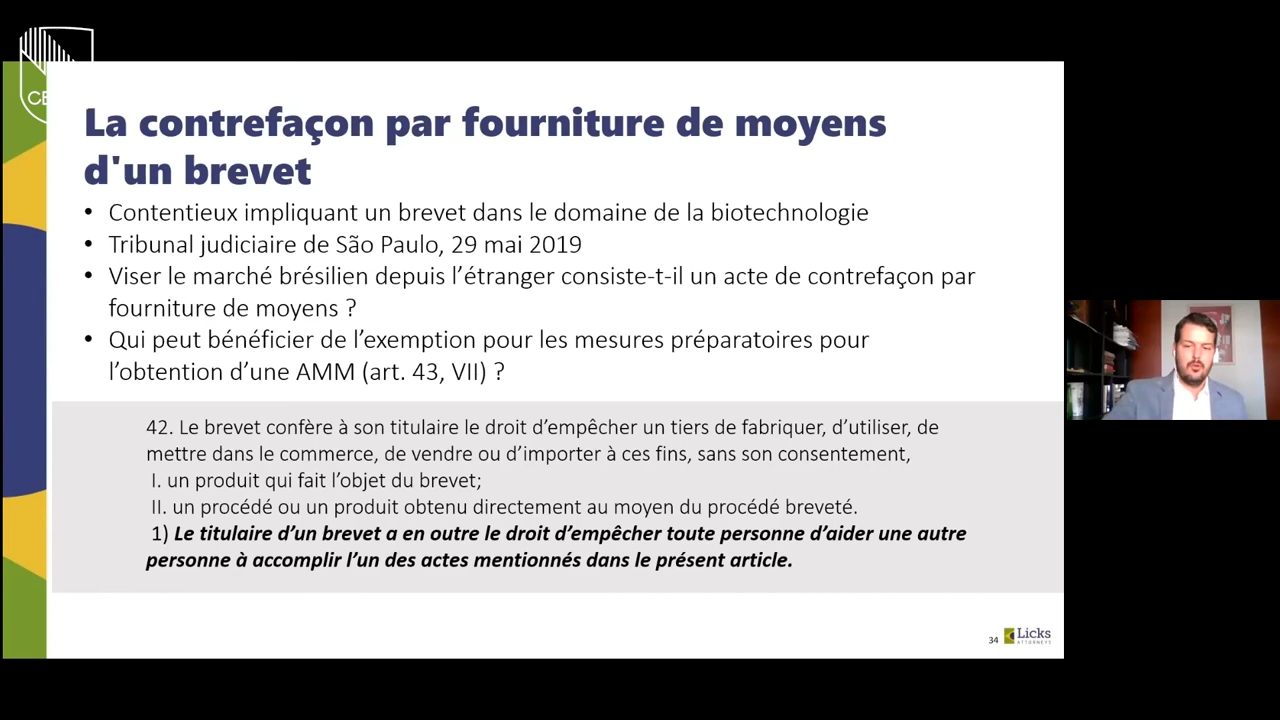 La contrefaçon par fourniture de moyens
d'un brevet
• Contentieux impliquant un brevet dans le domaine de la biotechnologie
• Tribunal judiciaire de São Paulo, 29 mai 2019
• Viser le marché brésilien depuis l’étranger consiste-t-il un acte de contrefaçon par
fourniture de moyens ?
• Qui peut bénéficier de l’exemption pour les mesures préparatoires pour
l’obtention d’une AMM (art. 43, VII) ?
42. Le brevet confère à son titulaire le droit d’empêcher un tiers de fabriquer, d’utiliser, de
mettre dans le commerce, de vendre ou d’importer à ces fins, sans son consentement,
I. un produit qui fait l’objet du brevet;
II. un procédé ou un produit obtenu directement au moyen du procédé breveté.
1) Le titulaire d’un brevet a en outre le droit d’empêcher toute personne d’aider une autre
personne à accomplir l’un des actes mentionnés dans le présent article.
34 Licks
ATTORNEYS